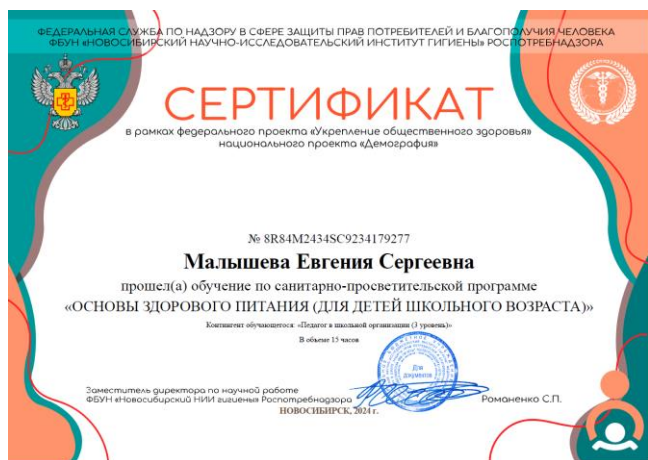 ФЕДЕРАЛЬНАЯ СЛУЖБА ПО НАДЗОРУ В СФЕРЕ ЗАЩИТЫ ПРАВ ПОТРЕБИТЕЛЕЙ И БЛАГОПОЛУЧИЯ ЧЕЛОВЕКА
ФБУН «НОВОСИБИРСКИЙ НАУЧНО-ИССЛЕДОВАТЕЛЬСКИЙ ИНСТИТУТ ГИГИЕНЫ» РОСПОТРЕБНАДЗОРА
СЕРТИФИКАТ
в рамках федерального проекта «Укрепление общественного здоровья»
национального проекта «Демография»
№ 8R84M2434SC9234179277
Малышева Евгения Сергеевна
прошел(а) обучение по санитарно-просветительской программе
«ОСНОВЫ ЗДОРОВОГО ПИТАНИЯ (ДЛЯ ДЕТЕЙ ШКОЛЬНОГО ВОЗРАСТА)»
Контингент обучающегося: «Педагог в школьной организации (3 уровень)»
В объеме 15 часов
Для
документов
Заместитель директора по научной работе
ФБУН «Новосибирский НИИ гигиены» Роспотребнадзора
Романенко С.П.
НОВОСИБИРСК, 2024 г.